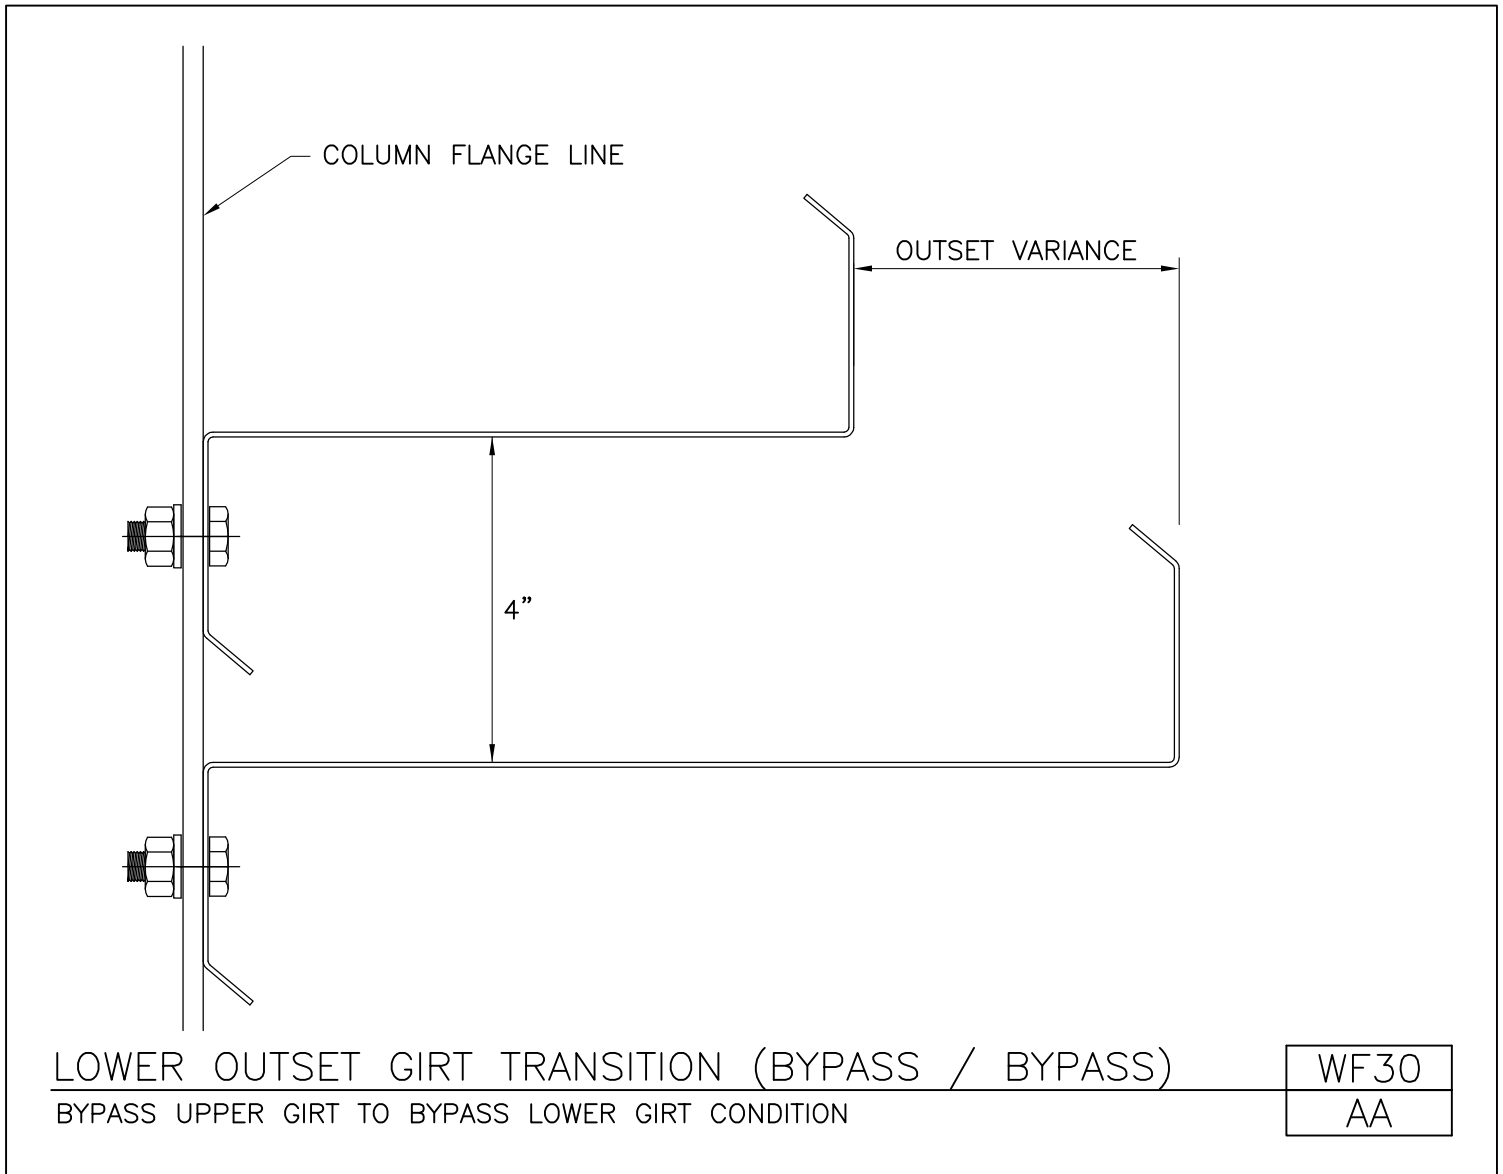 COLUMN FLANGE LINE
OUTSET VARIANCE
4”
LOWER OUTSET GIRT TRANSITION (BYPASS / BYPASS)
BYPASS UPPER GIRT TO BYPASS LOWER GIRT CONDITION
WF30
AA